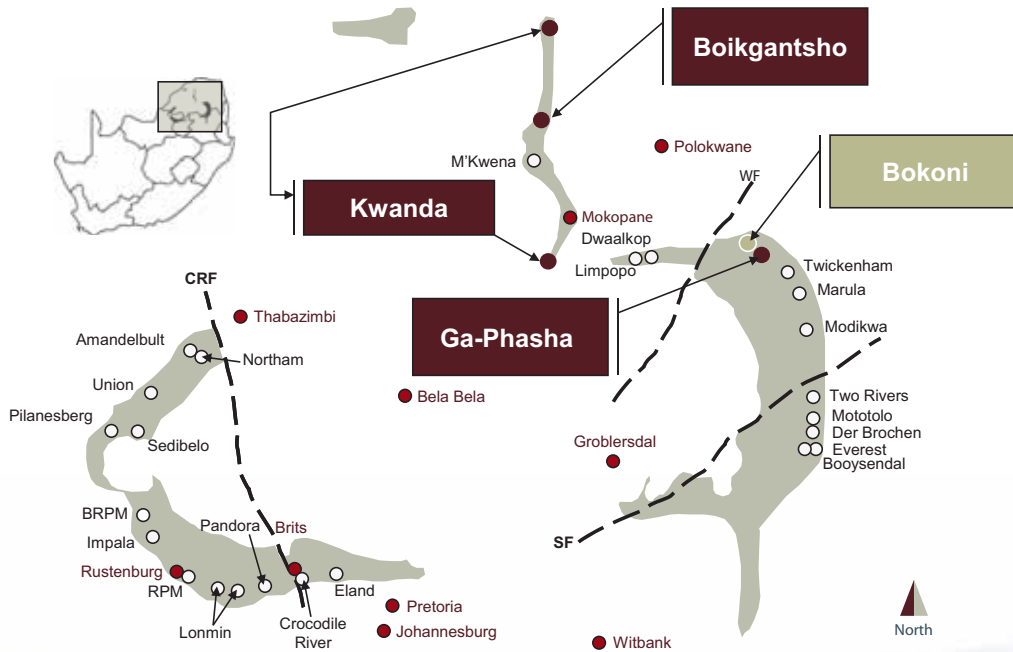 Boikgantsho
Polokwane
M'Kwena
WF
Bokoni
Kwanda
Mokopane
Dwaalkop
Limpopo
Twickenham
CRF
Marula
Thabazimbi
Ga-Phasha
Modikwa
Amandelbult
Northam
Union
Bela Bela
Two Rivers
Pilanesberg
Mototolo
Sedibelo
Groblersdal
Der Brochen
Everest
Booysendal
BRPM
Pandora
Brits
Impala
SF
Rustenburg
RPM
Eland
Lonmin
Crocodile
River
Pretoria
Johannesburg
Witbank
North